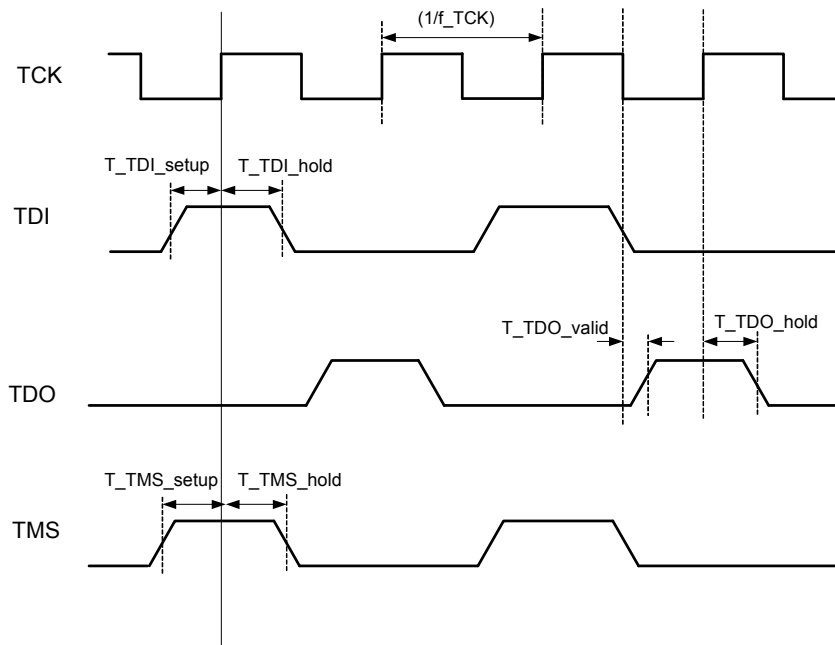 (1/f_TCK)
TCK
T_TDI_setup T_TDI_hold
TDI
T_TDO_valid T_TDO_hold
TDO
T_TMS_setup T_TMS_hold
TMS